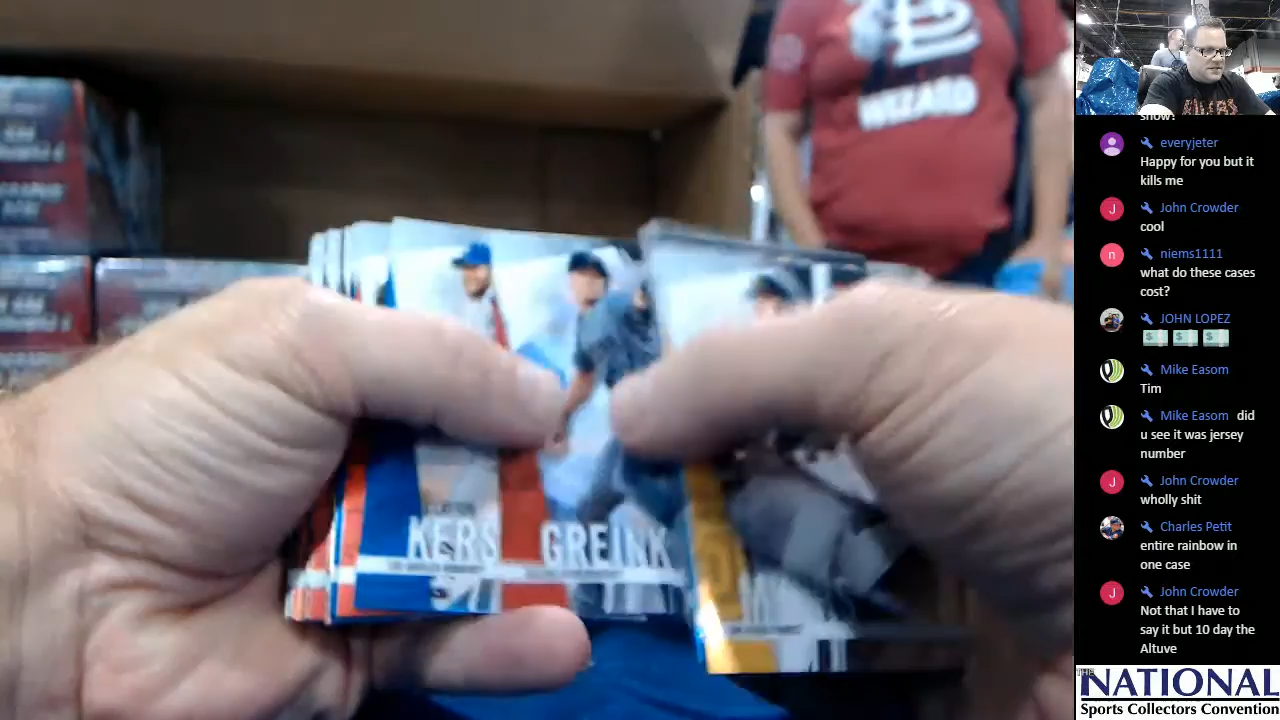 WIZARD
KERS
GREINK
show?
everyjeter
Happy for you but it
kills me
John Crowder
cool
niems1111
what do these cases
cost?
JOHN LOPEZ
Mike Easom
Tim
Mike Easom did
u see it was jersey
number
John Crowder
wholly shit
Charles Petit
entire rainbow in
one case
John Crowder
Not that I have to
say it but 10 day the
Altuve
THE
NATIONAL
Sports Collectors Convention